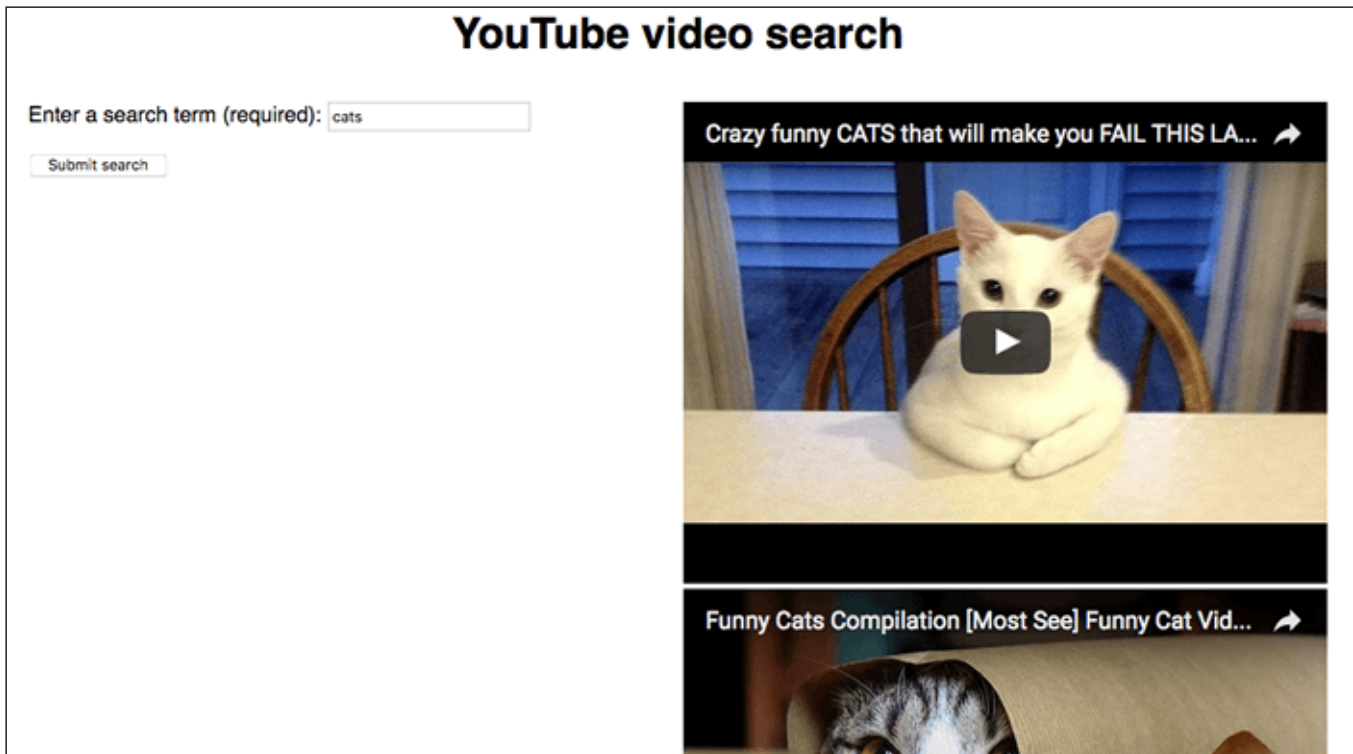 YouTube video search
Enter a search term (required): cats
Submit search
Crazy funny CATS that will make you FAIL THIS LA...
Funny Cats Compilation [Most See] Funny Cat Vid...